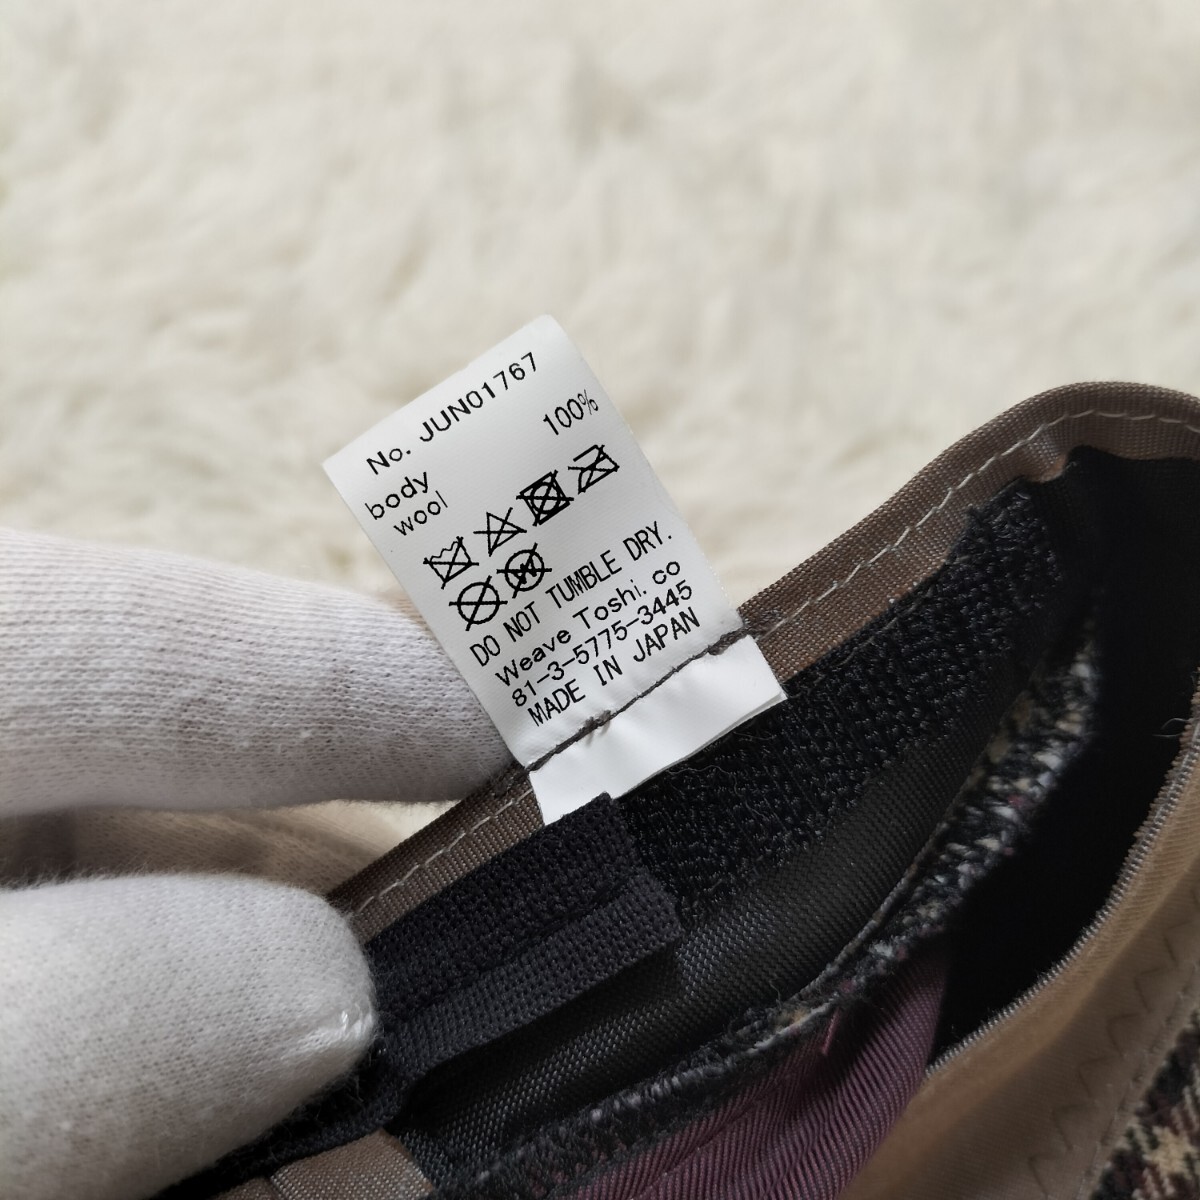 No. JUN01767
body
wool 100%
W
DO NOT TUMBLE DRY.
Weave Toshi. co
81-3-5775-3445
MADE IN JAPAN